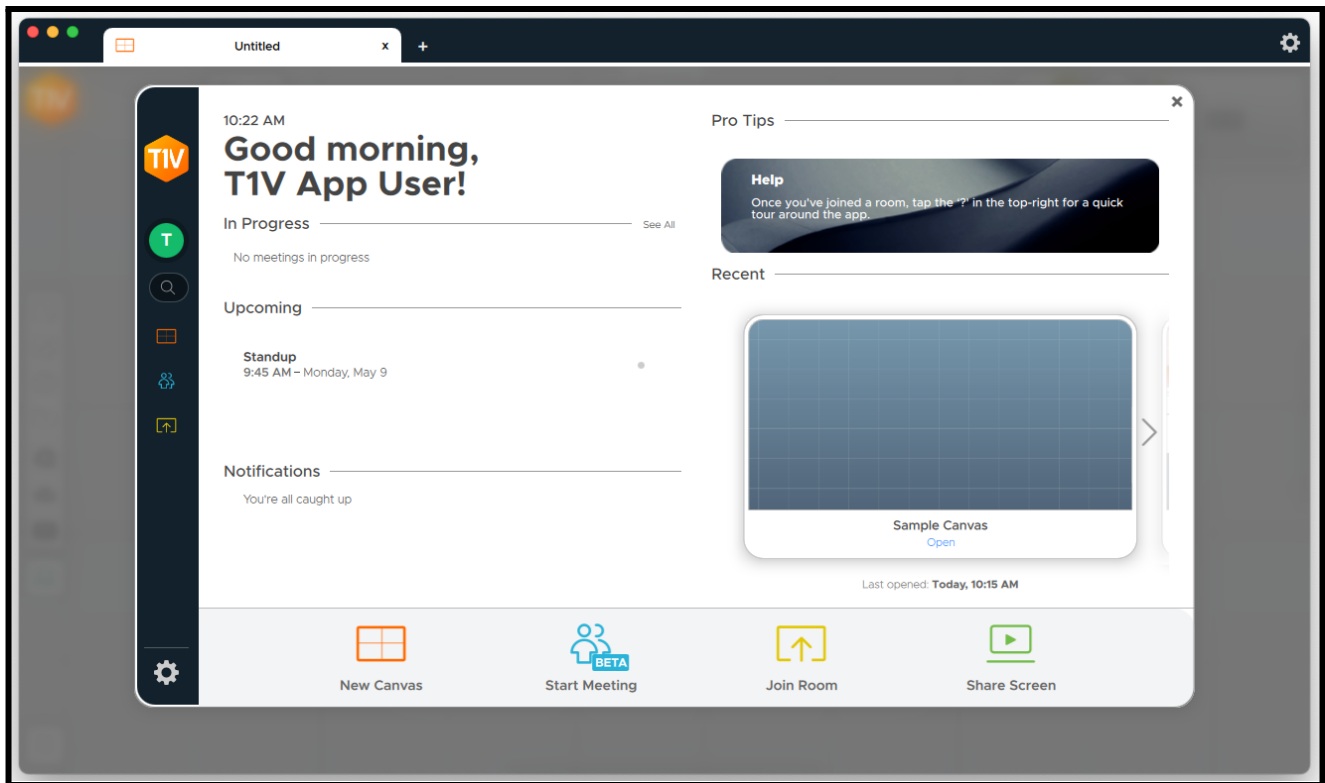 Untitled x +
T1V
10:22 AM
Good morning,
T1V App User!
T
In Progress
See All
No meetings in progress
Upcoming
Standup
9:45 AM – Monday, May 9
Notifications
You're all caught up
Pro Tips
Help
Once you've joined a room, tap the '?' in the top-right for a quick
tour around the app.
Recent
Sample Canvas
Open
Last opened: Today, 10:15 AM
New Canvas
BETA
Start Meeting
Join Room
Share Screen